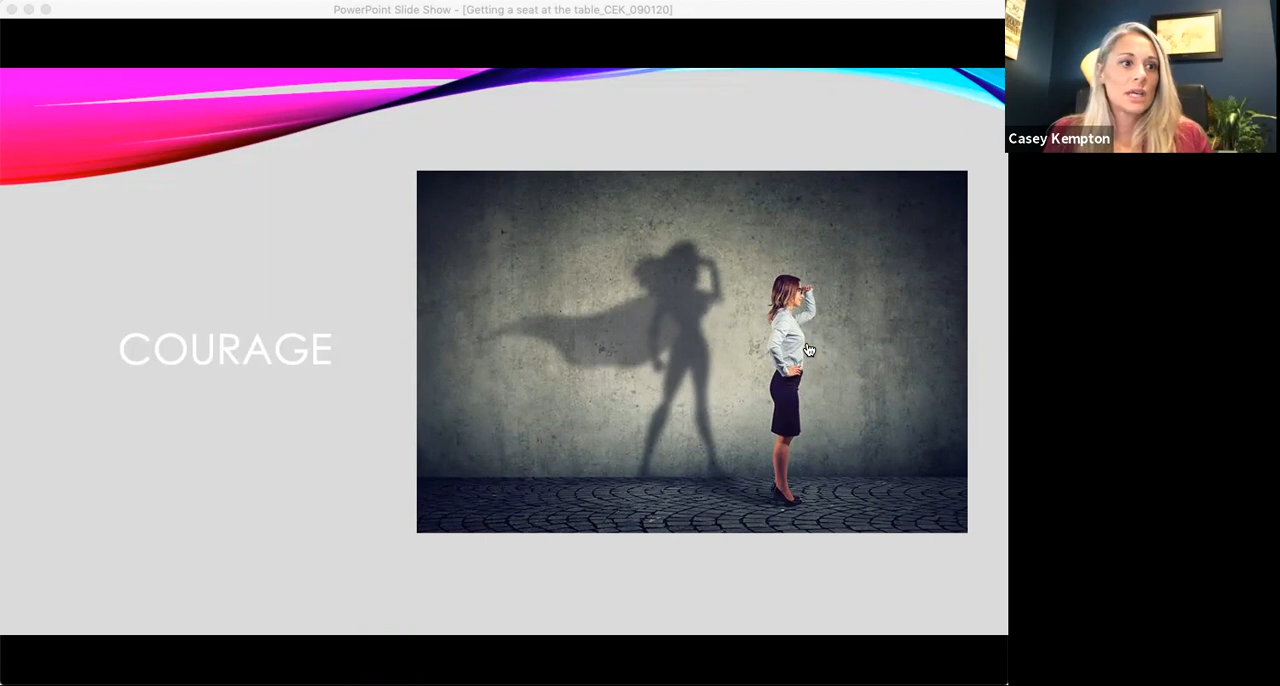 PowerPoint Slide Show - [Getting a seat at the table_CEK_090120]
Casey Kempton
COURAGE